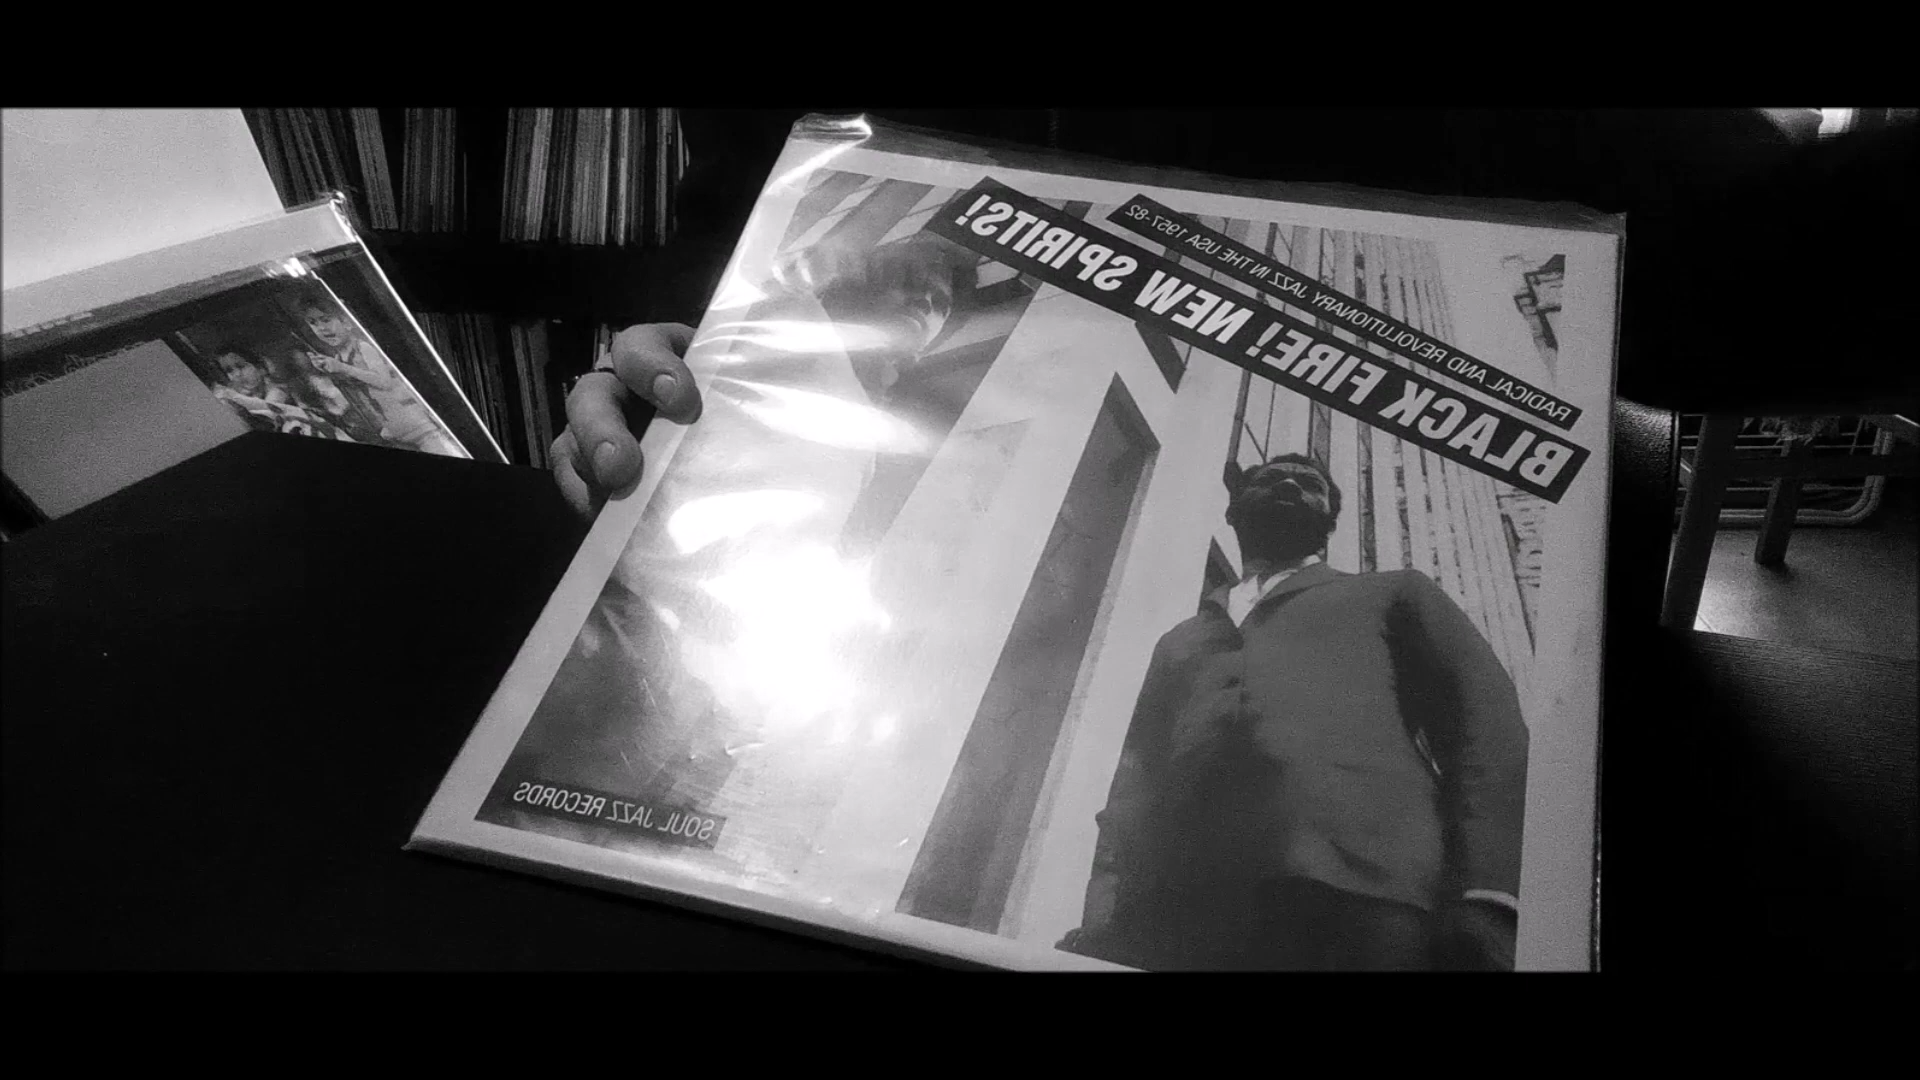 RADICAL AND REVOLUTIONARY JAZZ IN THE USA 1957-82
BLACK FIRE! NEW SPIRITS!
SOUL JAZZ RECORDS